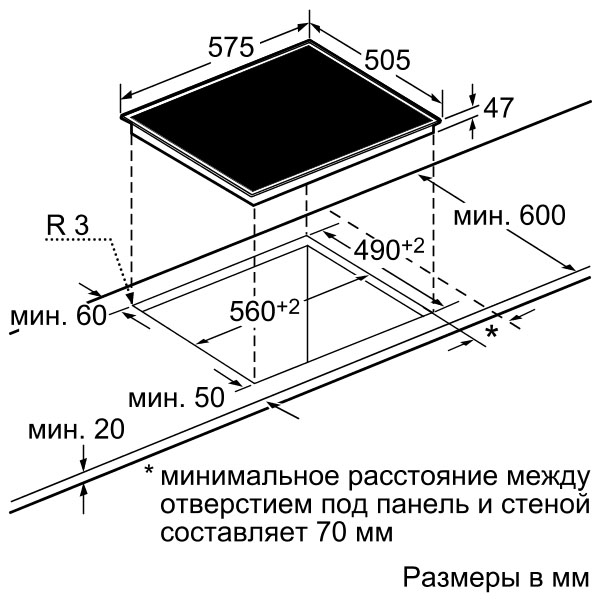 575
505
47
мин. 600
R 3
490+2
560+2
мин. 60
*
мин. 50
мин. 20
* минимальное расстояние между
отверстием под панель и стеной
составляет 70 мм
Размеры в мм